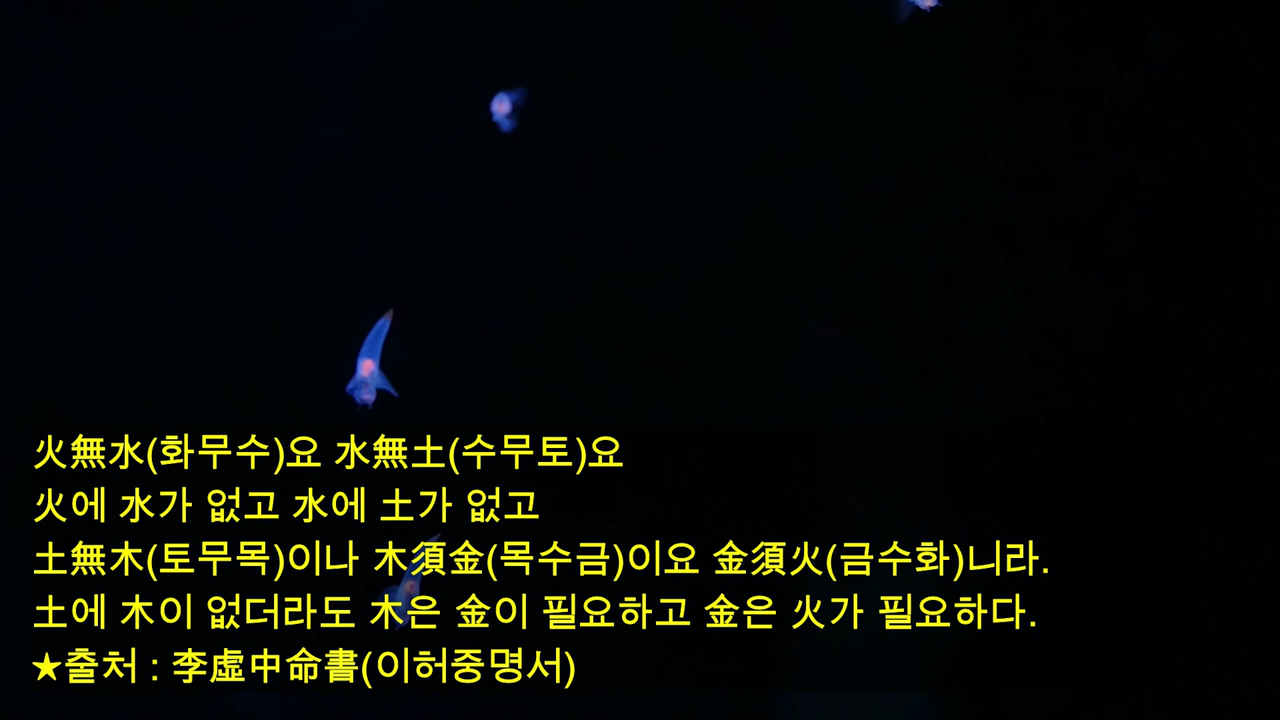 火無水(화무수)요 水無土(수무토)요
火에 水가 없고 水에 土가 없고
土無木(토무목)이나 木須金(목수금)이요 金須火(금수화)니라.
土에 木이 없더라도 木은 金이 필요하고 金은 火가 필요하다.
★출처 : 李虛中命書(이허중명서)